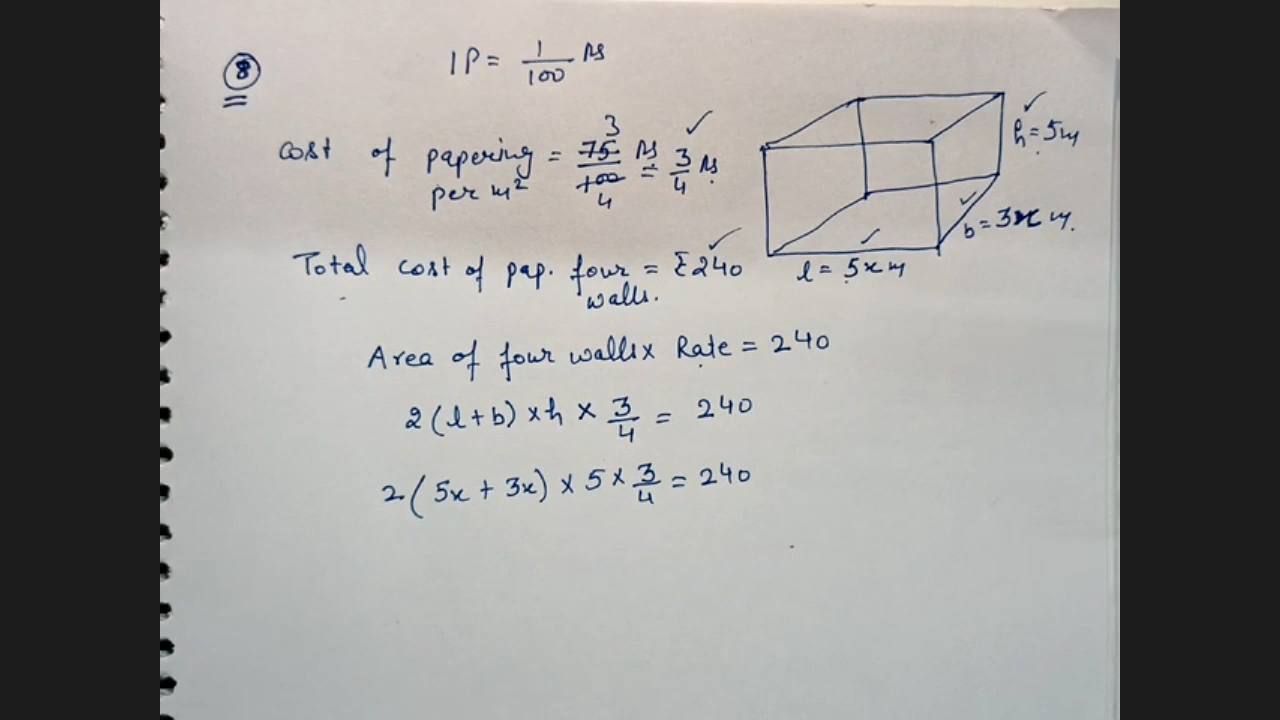 8
1P = 1/100 Rs
Cost of papering per m² = 75/100 Rs = 3/4 Rs.
3
4
h = 5m
b = 3x m.
l = 5x m
Total cost of pap. four walls. = ₹240
Area of four walls x Rate = 240
2(l + b) × h × 3/4 = 240
2(5x + 3x) × 5 × 3/4 = 240